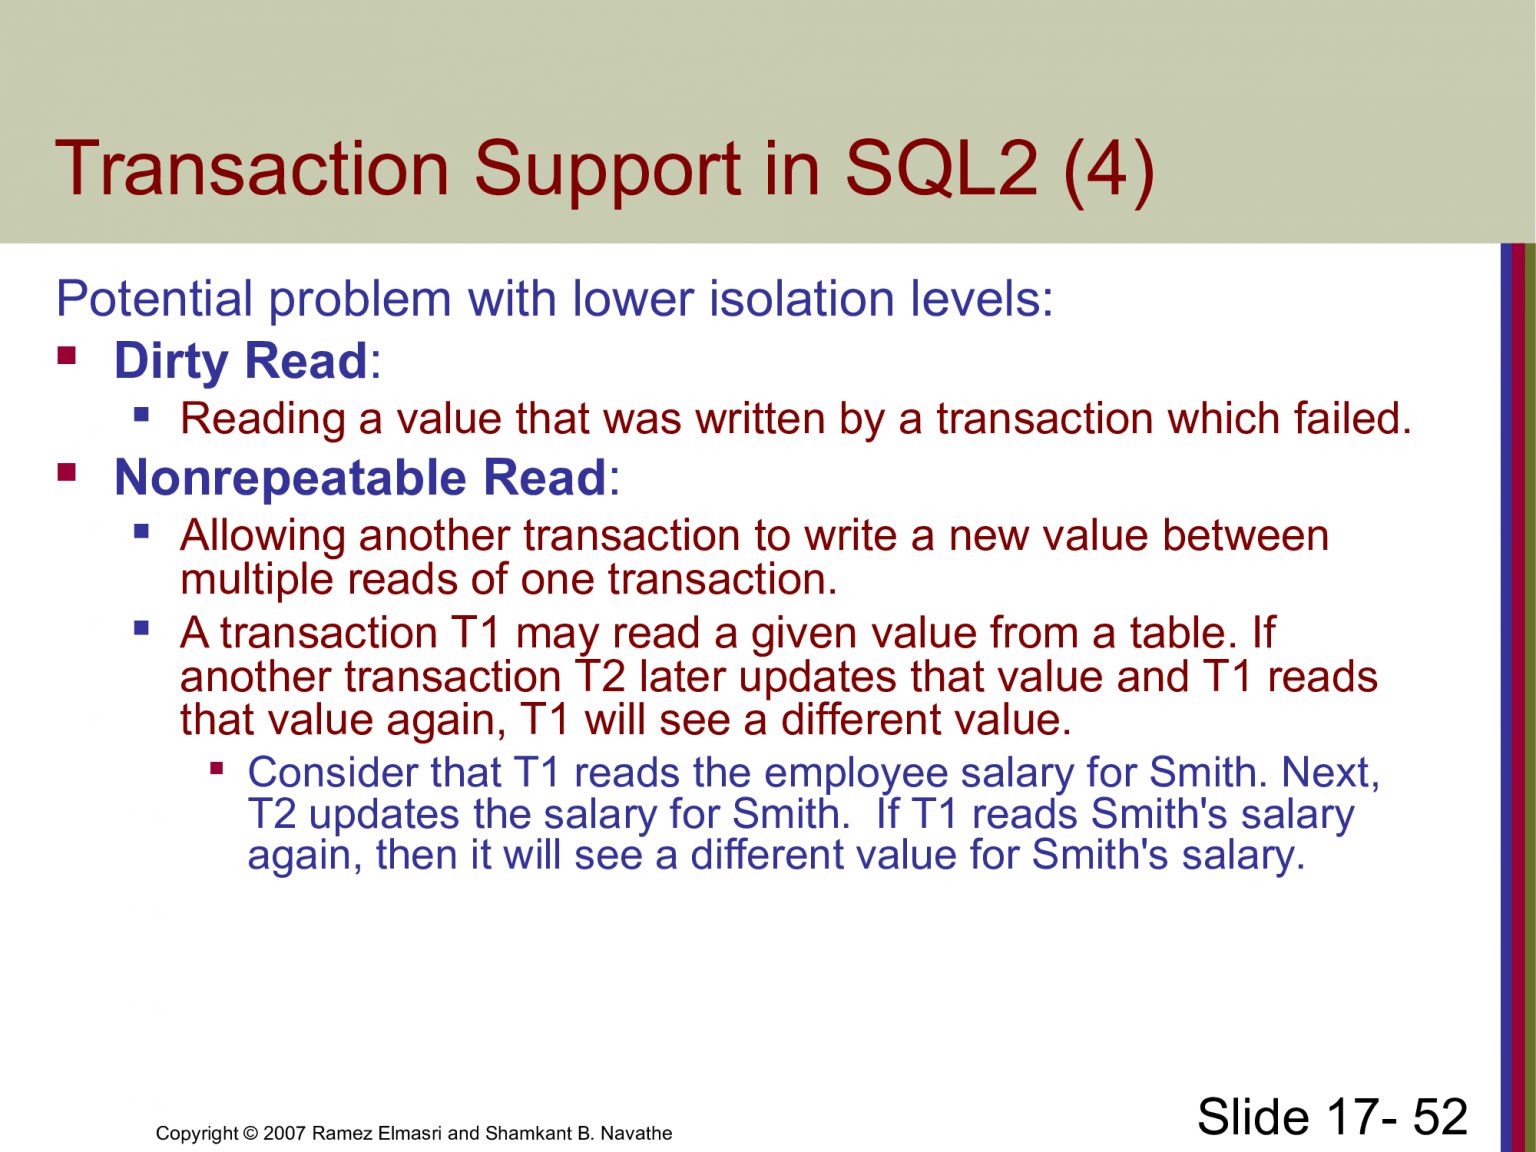 Transaction Support in SQL2 (4)
Potential problem with lower isolation levels:
Dirty Read:
Reading a value that was written by a transaction which failed.
Nonrepeatable Read:
Allowing another transaction to write a new value between
multiple reads of one transaction.
A transaction T1 may read a given value from a table. If
another transaction T2 later updates that value and T1 reads
that value again, T1 will see a different value.
Consider that T1 reads the employee salary for Smith. Next,
T2 updates the salary for Smith.  If T1 reads Smith's salary
again, then it will see a different value for Smith's salary.
Copyright © 2007 Ramez Elmasri and Shamkant B. Navathe
Slide 17- 52